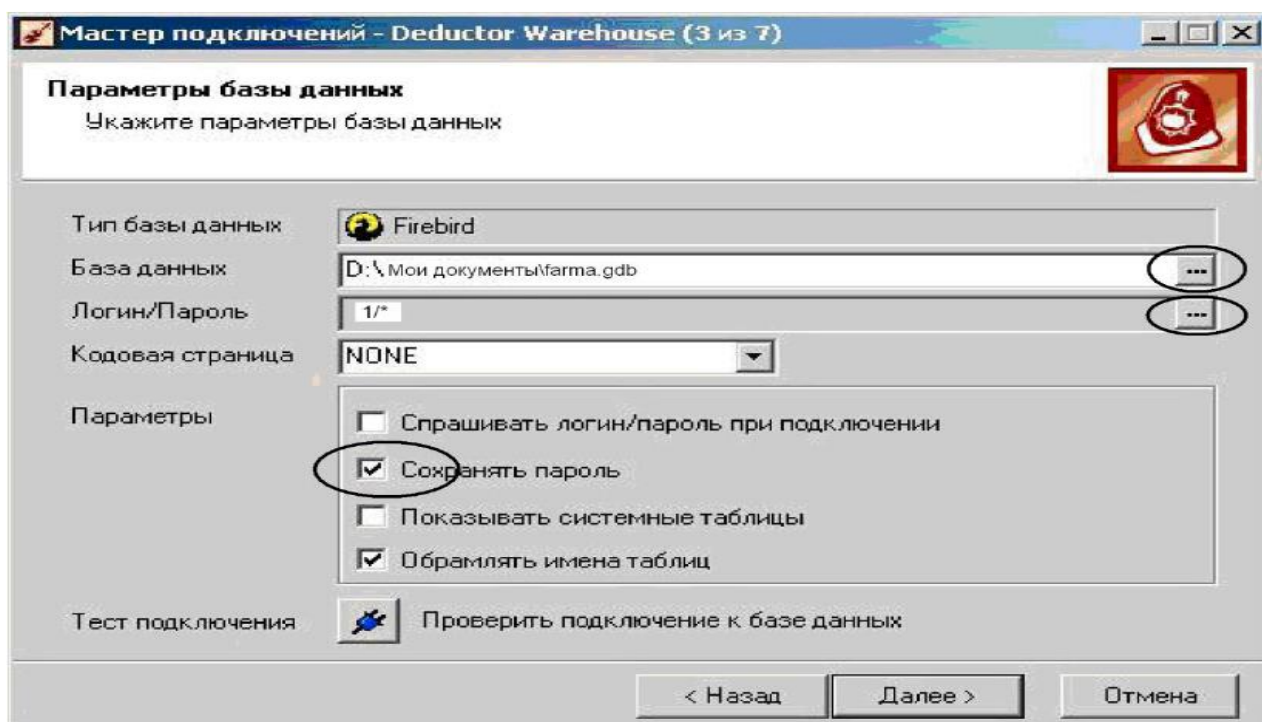 Мастер подключений - Deductor Warehouse (3 из 7)
Параметры базы данных
Укажите параметры базы данных
Тип базы данных Firebird
База данных D:\ Мои документы\farma.gdb ...
Логин/Пароль 1/* ...
Кодовая страница NONE
Параметры
Спрашивать логин/пароль при подключении
Сохранять пароль
Показывать системные таблицы
Обрамлять имена таблиц
Тест подключения Проверить подключение к базе данных
< Назад Далее > Отмена